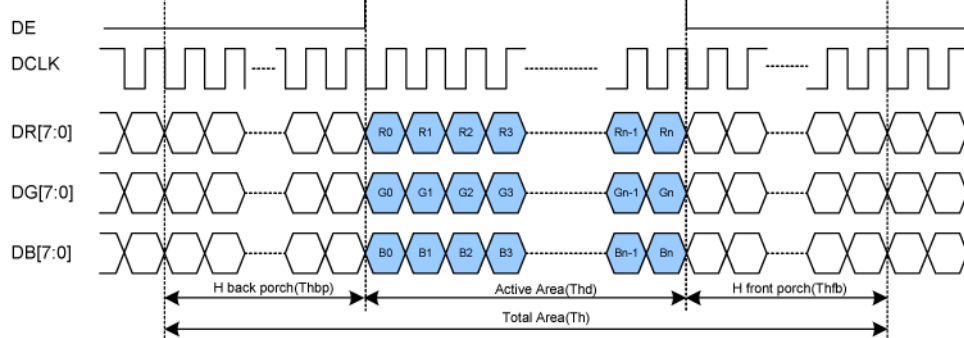 DE
DCLK
DR[7:0] R0 R1 R2 R3 Rn-1 Rn
DG[7:0] G0 G1 G2 G3 Gn-1 Gn
DB[7:0] B0 B1 B2 B3 Bn-1 Bn
H back porch(Thbp) Active Area(Thd) H front porch(Thfb)
Total Area(Th)